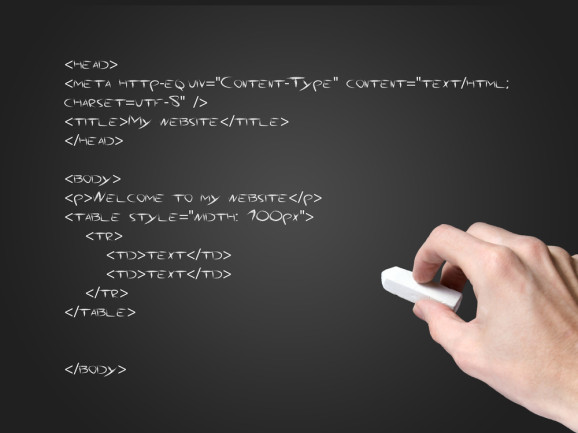 <head>
<meta http-equiv="Content-Type" content="text/html;
charset=utf-8" />
<title>My website</title>
</head>
<body>
<p>Welcome to my website</p>
<table style="width: 100px">
<tr>
<td>text</td>
<td>text</td>
</tr>
</table>
</body>